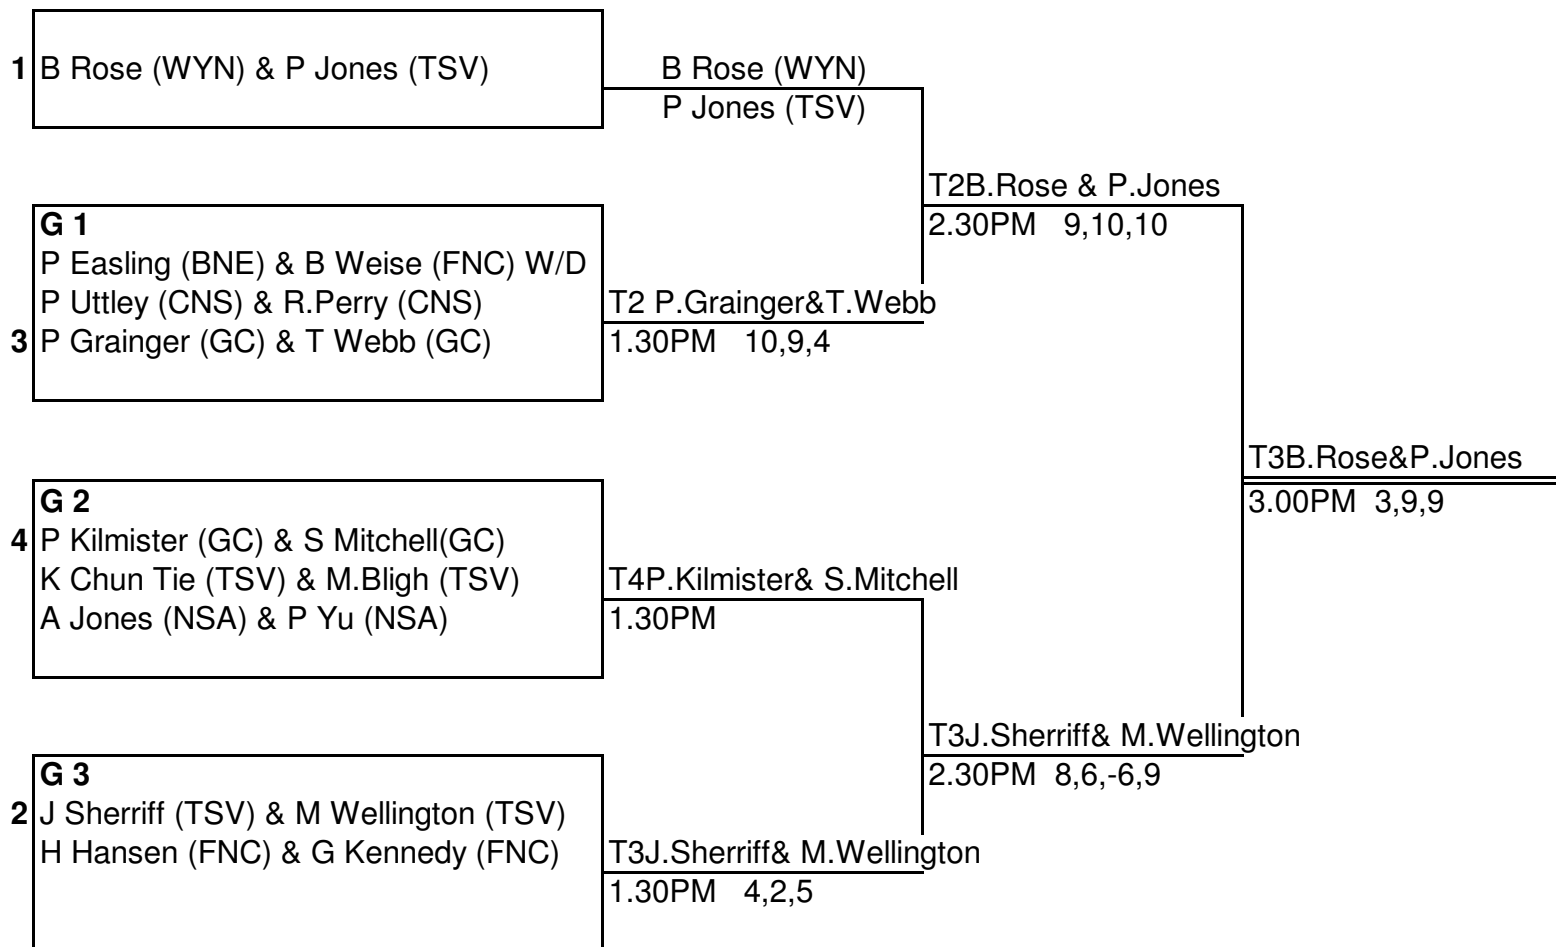 1 B Rose (WYN) & P Jones (TSV)
B Rose (WYN)
P Jones (TSV)
T2B.Rose & P.Jones
2.30PM 9,10,10
G 1
P Easling (BNE) & B Weise (FNC) W/D
P Uttley (CNS) & R.Perry (CNS)
3 P Grainger (GC) & T Webb (GC)
T2 P.Grainger&T.Webb
1.30PM 10,9,4
T3B.Rose&P.Jones
3.00PM 3,9,9
G 2
4 P Kilmister (GC) & S Mitchell(GC)
K Chun Tie (TSV) & M.Bligh (TSV)
A Jones (NSA) & P Yu (NSA)
T4P.Kilmister& S.Mitchell
1.30PM
T3J.Sherriff& M.Wellington
2.30PM 8,6,-6,9
G 3
2 J Sherriff (TSV) & M Wellington (TSV)
H Hansen (FNC) & G Kennedy (FNC)
T3J.Sherriff& M.Wellington
1.30PM 4,2,5